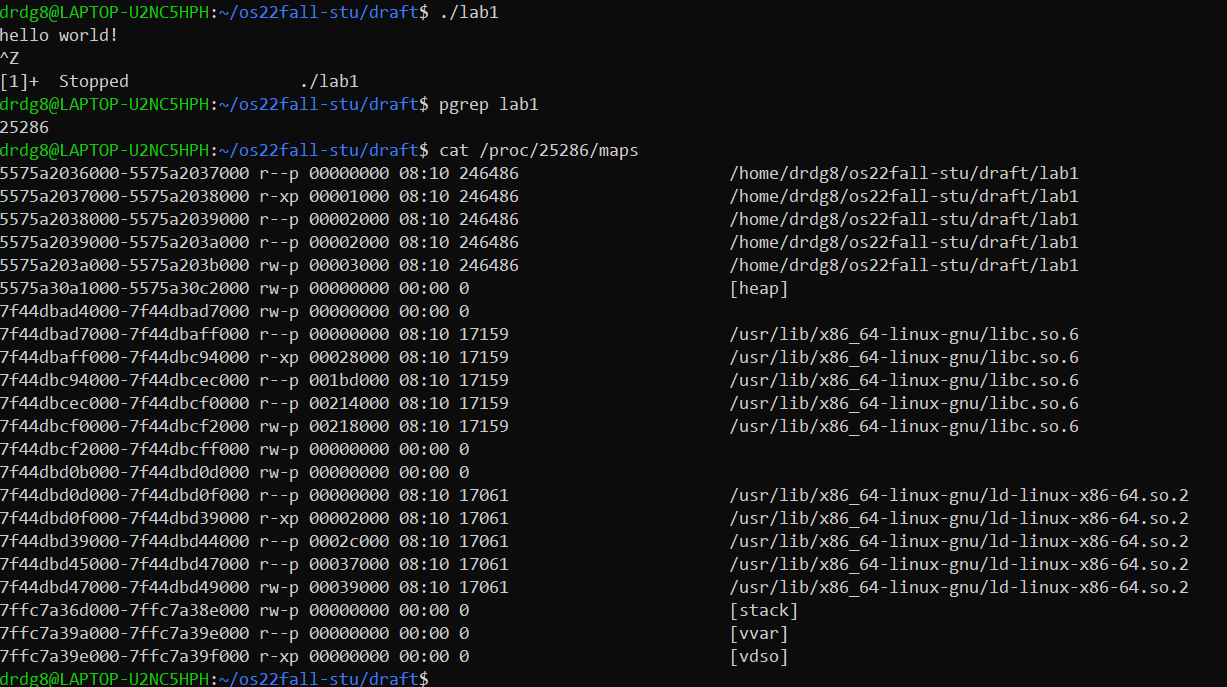 drdg8@LAPTOP-U2NC5HPH:~/os22fall-stu/draft$ ./lab1
hello world!
^Z
[1]+  Stopped                 ./lab1
drdg8@LAPTOP-U2NC5HPH:~/os22fall-stu/draft$ pgrep lab1
25286
drdg8@LAPTOP-U2NC5HPH:~/os22fall-stu/draft$ cat /proc/25286/maps
5575a2036000-5575a2037000 r--p 00000000 08:10 246486                     /home/drdg8/os22fall-stu/draft/lab1
5575a2037000-5575a2038000 r-xp 00001000 08:10 246486                     /home/drdg8/os22fall-stu/draft/lab1
5575a2038000-5575a2039000 r--p 00002000 08:10 246486                     /home/drdg8/os22fall-stu/draft/lab1
5575a2039000-5575a203a000 r--p 00002000 08:10 246486                     /home/drdg8/os22fall-stu/draft/lab1
5575a203a000-5575a203b000 rw-p 00003000 08:10 246486                     /home/drdg8/os22fall-stu/draft/lab1
5575a30a1000-5575a30c2000 rw-p 00000000 00:00 0                          [heap]
7f44dbad4000-7f44dbad7000 rw-p 00000000 00:00 0
7f44dbad7000-7f44dbaff000 r--p 00000000 08:10 17159                      /usr/lib/x86_64-linux-gnu/libc.so.6
7f44dbaff000-7f44dbc94000 r-xp 00028000 08:10 17159                      /usr/lib/x86_64-linux-gnu/libc.so.6
7f44dbc94000-7f44dbcec000 r--p 001bd000 08:10 17159                      /usr/lib/x86_64-linux-gnu/libc.so.6
7f44dbcec000-7f44dbcf0000 r--p 00214000 08:10 17159                      /usr/lib/x86_64-linux-gnu/libc.so.6
7f44dbcf0000-7f44dbcf2000 rw-p 00218000 08:10 17159                      /usr/lib/x86_64-linux-gnu/libc.so.6
7f44dbcf2000-7f44dbcff000 rw-p 00000000 00:00 0
7f44dbd0b000-7f44dbd0d000 rw-p 00000000 00:00 0
7f44dbd0d000-7f44dbd0f000 r--p 00000000 08:10 17061                      /usr/lib/x86_64-linux-gnu/ld-linux-x86-64.so.2
7f44dbd0f000-7f44dbd39000 r-xp 00002000 08:10 17061                      /usr/lib/x86_64-linux-gnu/ld-linux-x86-64.so.2
7f44dbd39000-7f44dbd44000 r--p 0002c000 08:10 17061                      /usr/lib/x86_64-linux-gnu/ld-linux-x86-64.so.2
7f44dbd45000-7f44dbd47000 r--p 00037000 08:10 17061                      /usr/lib/x86_64-linux-gnu/ld-linux-x86-64.so.2
7f44dbd47000-7f44dbd49000 rw-p 00039000 08:10 17061                      /usr/lib/x86_64-linux-gnu/ld-linux-x86-64.so.2
7ffc7a36d000-7ffc7a38e000 rw-p 00000000 00:00 0                          [stack]
7ffc7a39a000-7ffc7a39e000 r--p 00000000 00:00 0                          [vvar]
7ffc7a39e000-7ffc7a39f000 r-xp 00000000 00:00 0                          [vdso]
drdg8@LAPTOP-U2NC5HPH:~/os22fall-stu/draft$